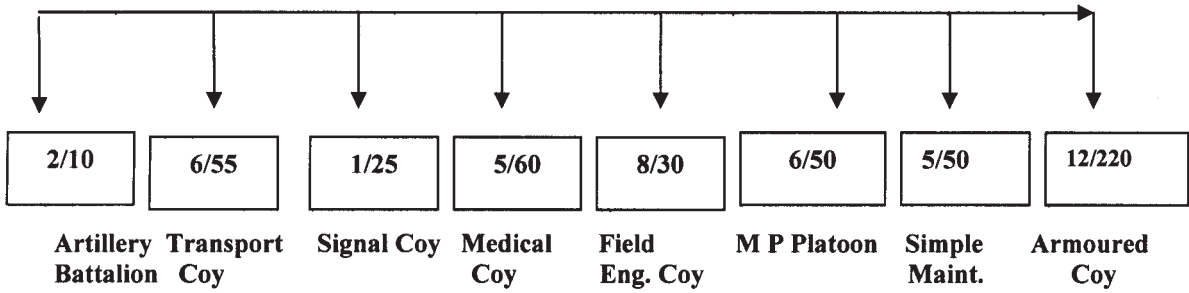 2/10 6/55 1/25 5/60 8/30 6/50 5/50 12/220
Artillery Transport Signal Coy Medical Field M P Platoon Simple Armoured
Battalion Coy Coy Eng. Coy Maint. Coy